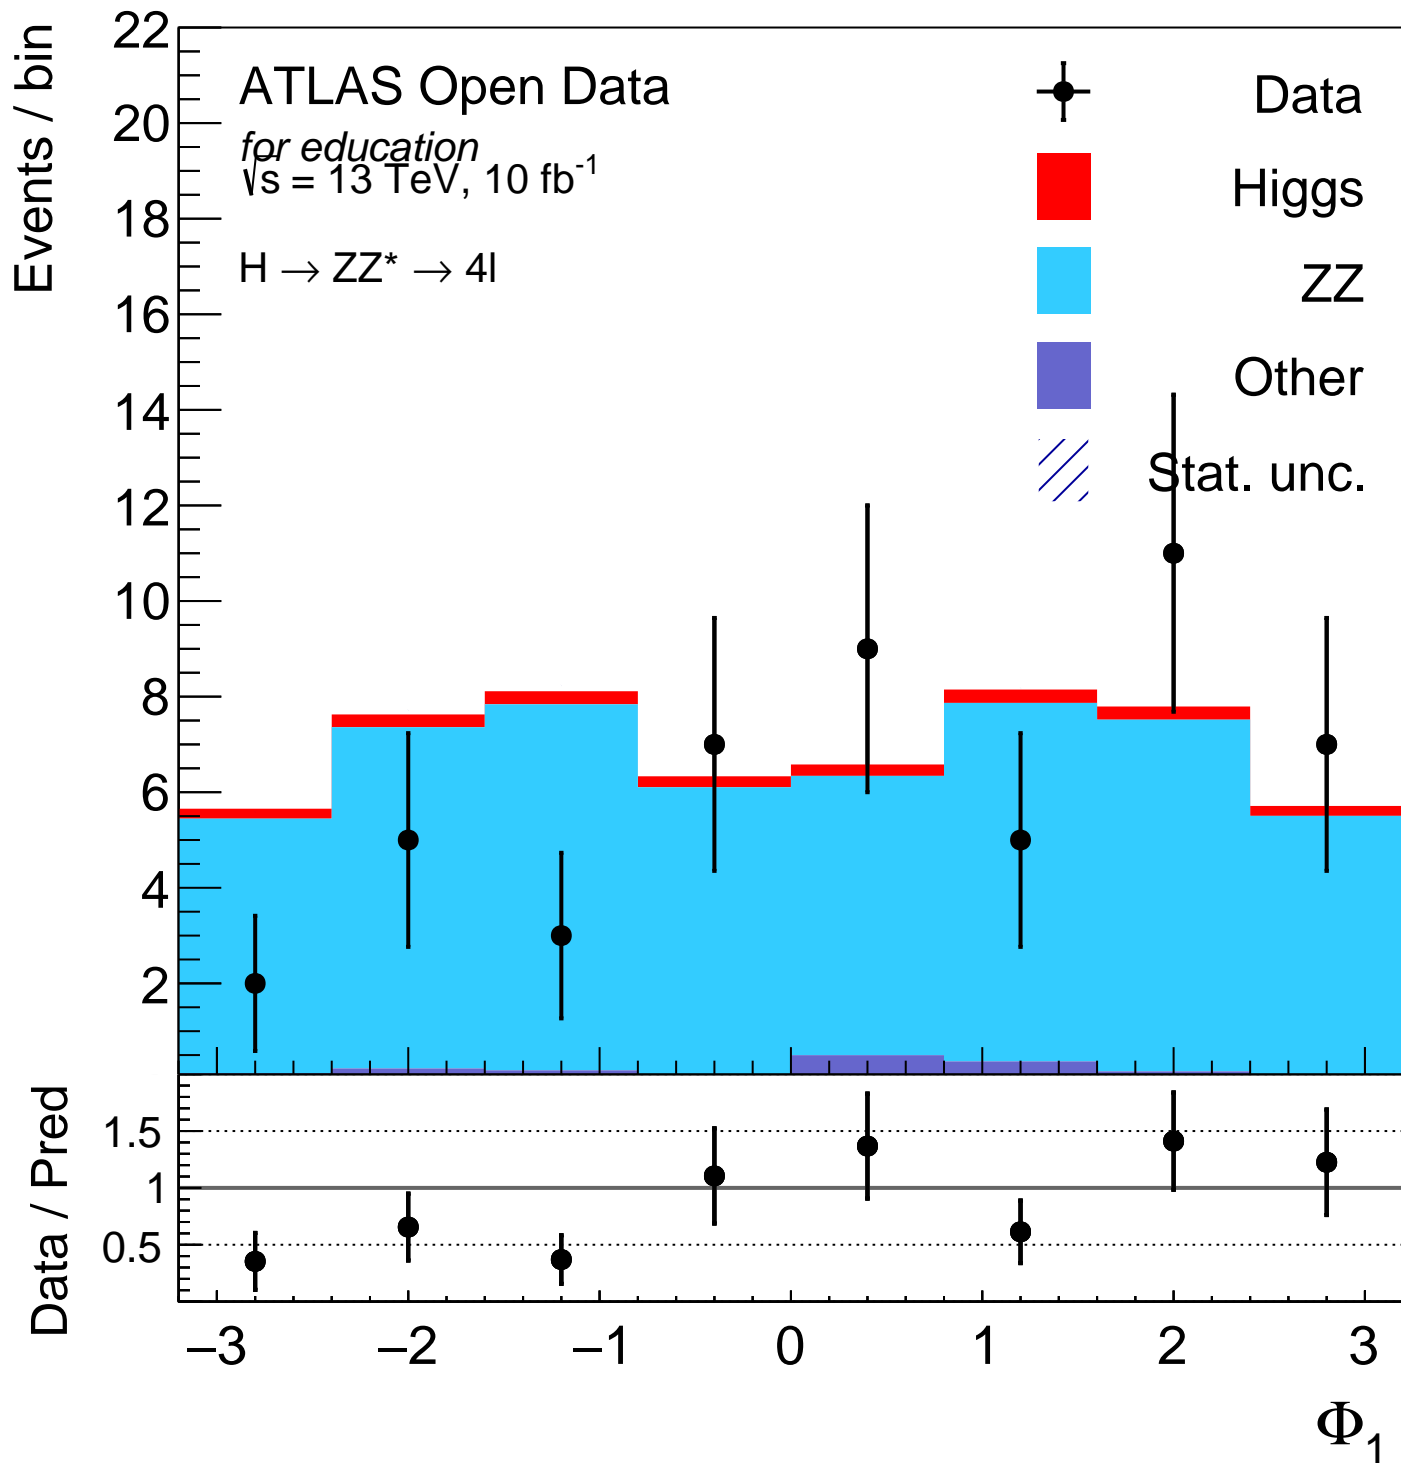 Events / bin
22
20
18
16
14
12
10
8
6
4
2
ATLAS Open Data
for education
√s = 13 TeV, 10 fb⁻¹
H → ZZ* → 4l
Data
Higgs
ZZ
Other
Stat. unc.
Data / Pred
1.5
1
0.5
−3 −2 −1 0 1 2 3
Φ₁